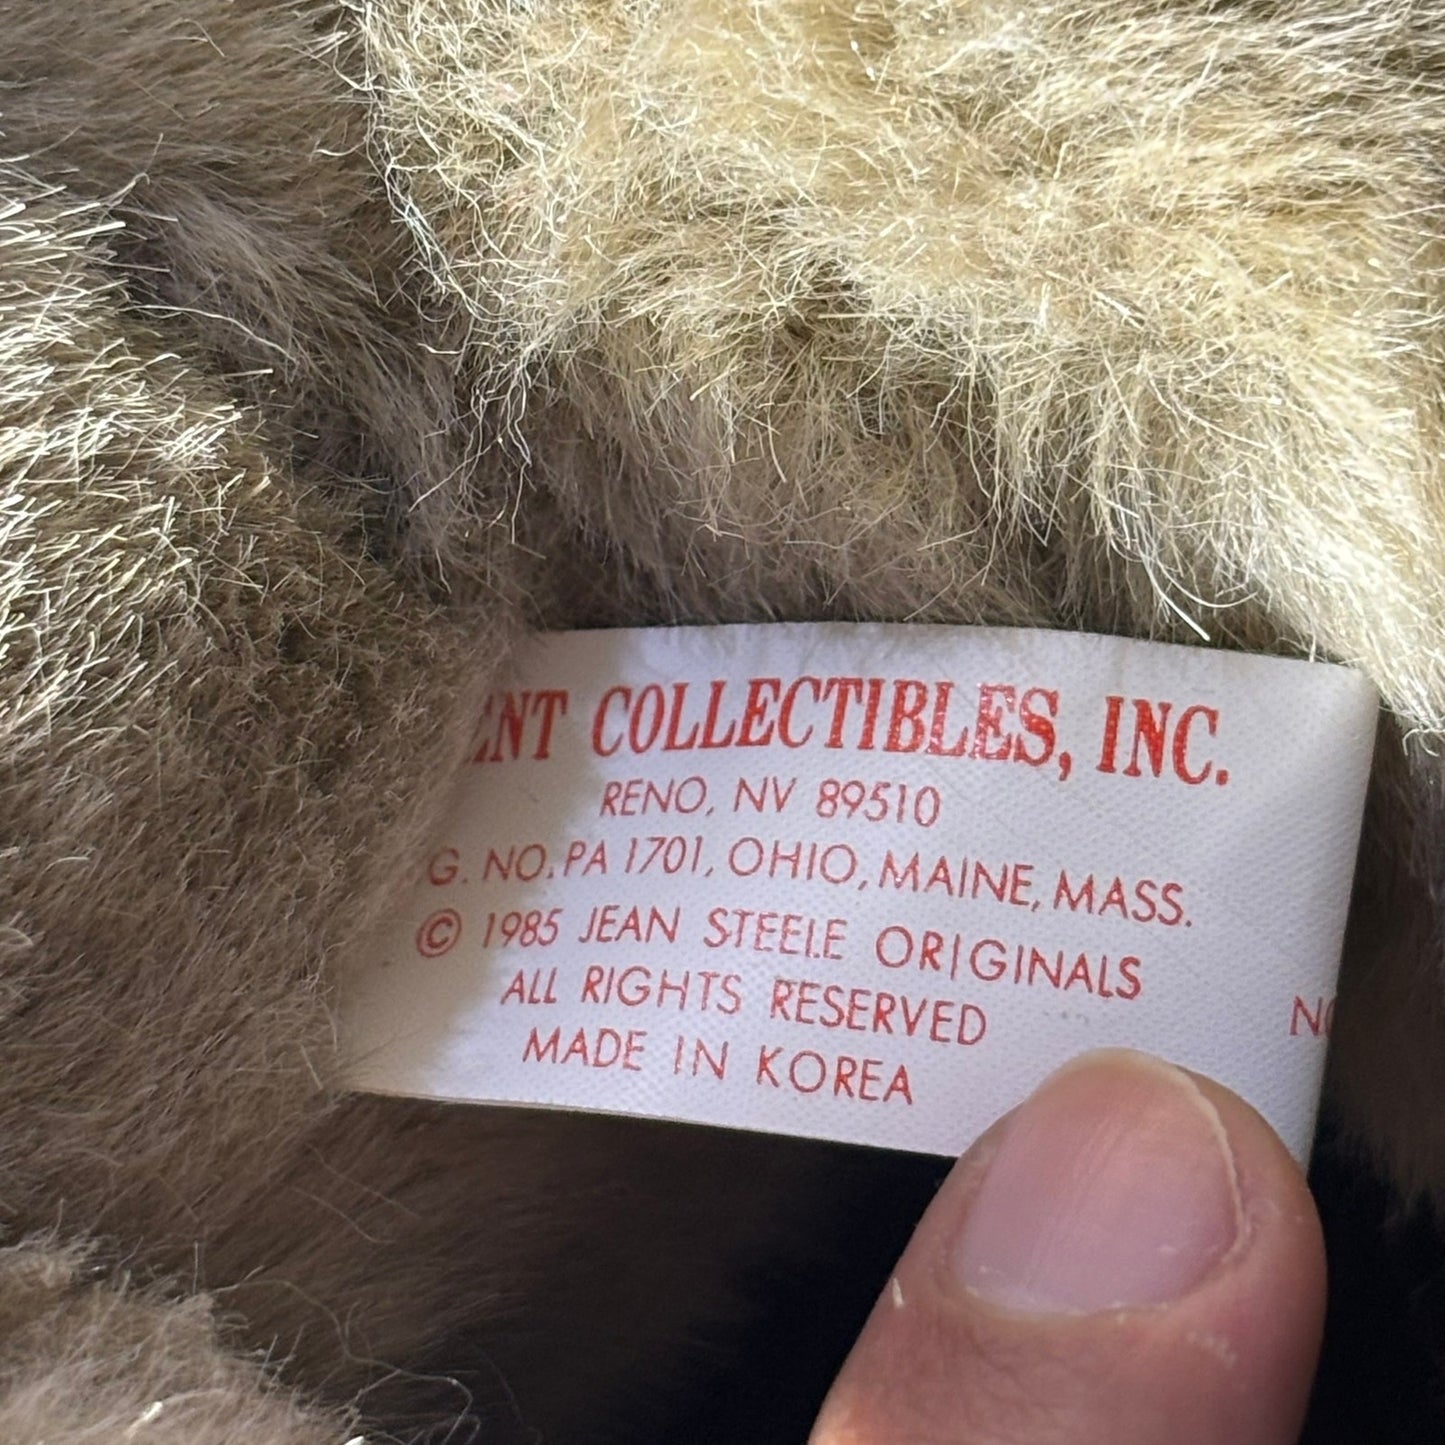 COLLECTIBLES, INC.
RENO, NV 89510
NO. PA 1701, OHIO, MAINE, MASS.
© 1985 JEAN STEELE ORIGINALS
ALL RIGHTS RESERVED
MADE IN KOREA